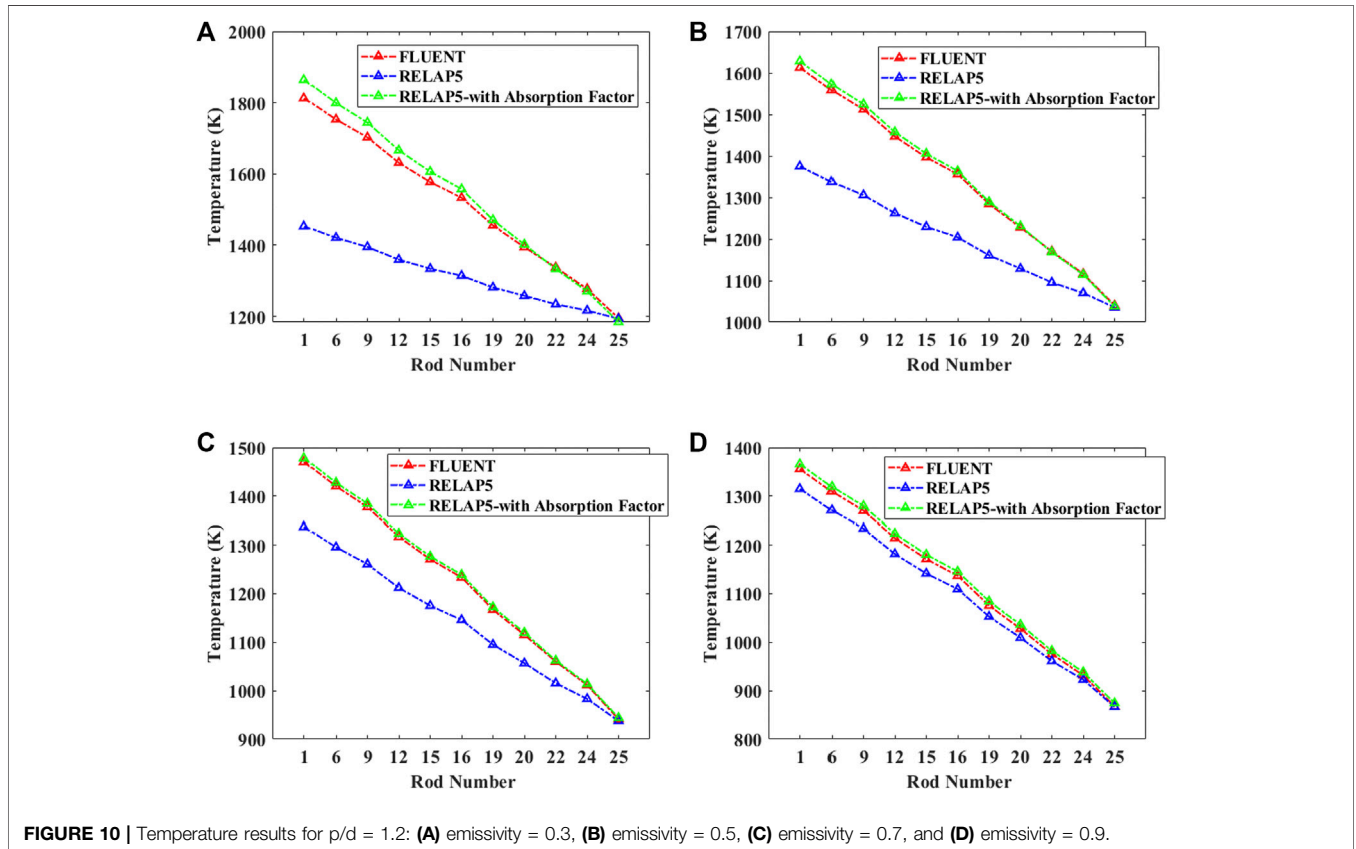 A
2000
1800
1600
1400
1200
Temperature (K)
FLUENT
RELAP5
RELAP5-with Absorption Factor
1 6 9 12 15 16 19 20 22 24 25
Rod Number
B
1700
1600
1500
1400
1300
1200
1100
1000
Temperature (K)
FLUENT
RELAP5
RELAP5-with Absorption Factor
1 6 9 12 15 16 19 20 22 24 25
Rod Number
C
1500
1400
1300
1200
1100
1000
900
Temperature (K)
FLUENT
RELAP5
RELAP5-with Absorption Factor
1 6 9 12 15 16 19 20 22 24 25
Rod Number
D
1400
1300
1200
1100
1000
900
800
Temperature (K)
FLUENT
RELAP5
RELAP5-with Absorption Factor
1 6 9 12 15 16 19 20 22 24 25
Rod Number
FIGURE 10 | Temperature results for p/d = 1.2: (A) emissivity = 0.3, (B) emissivity = 0.5, (C) emissivity = 0.7, and (D) emissivity = 0.9.